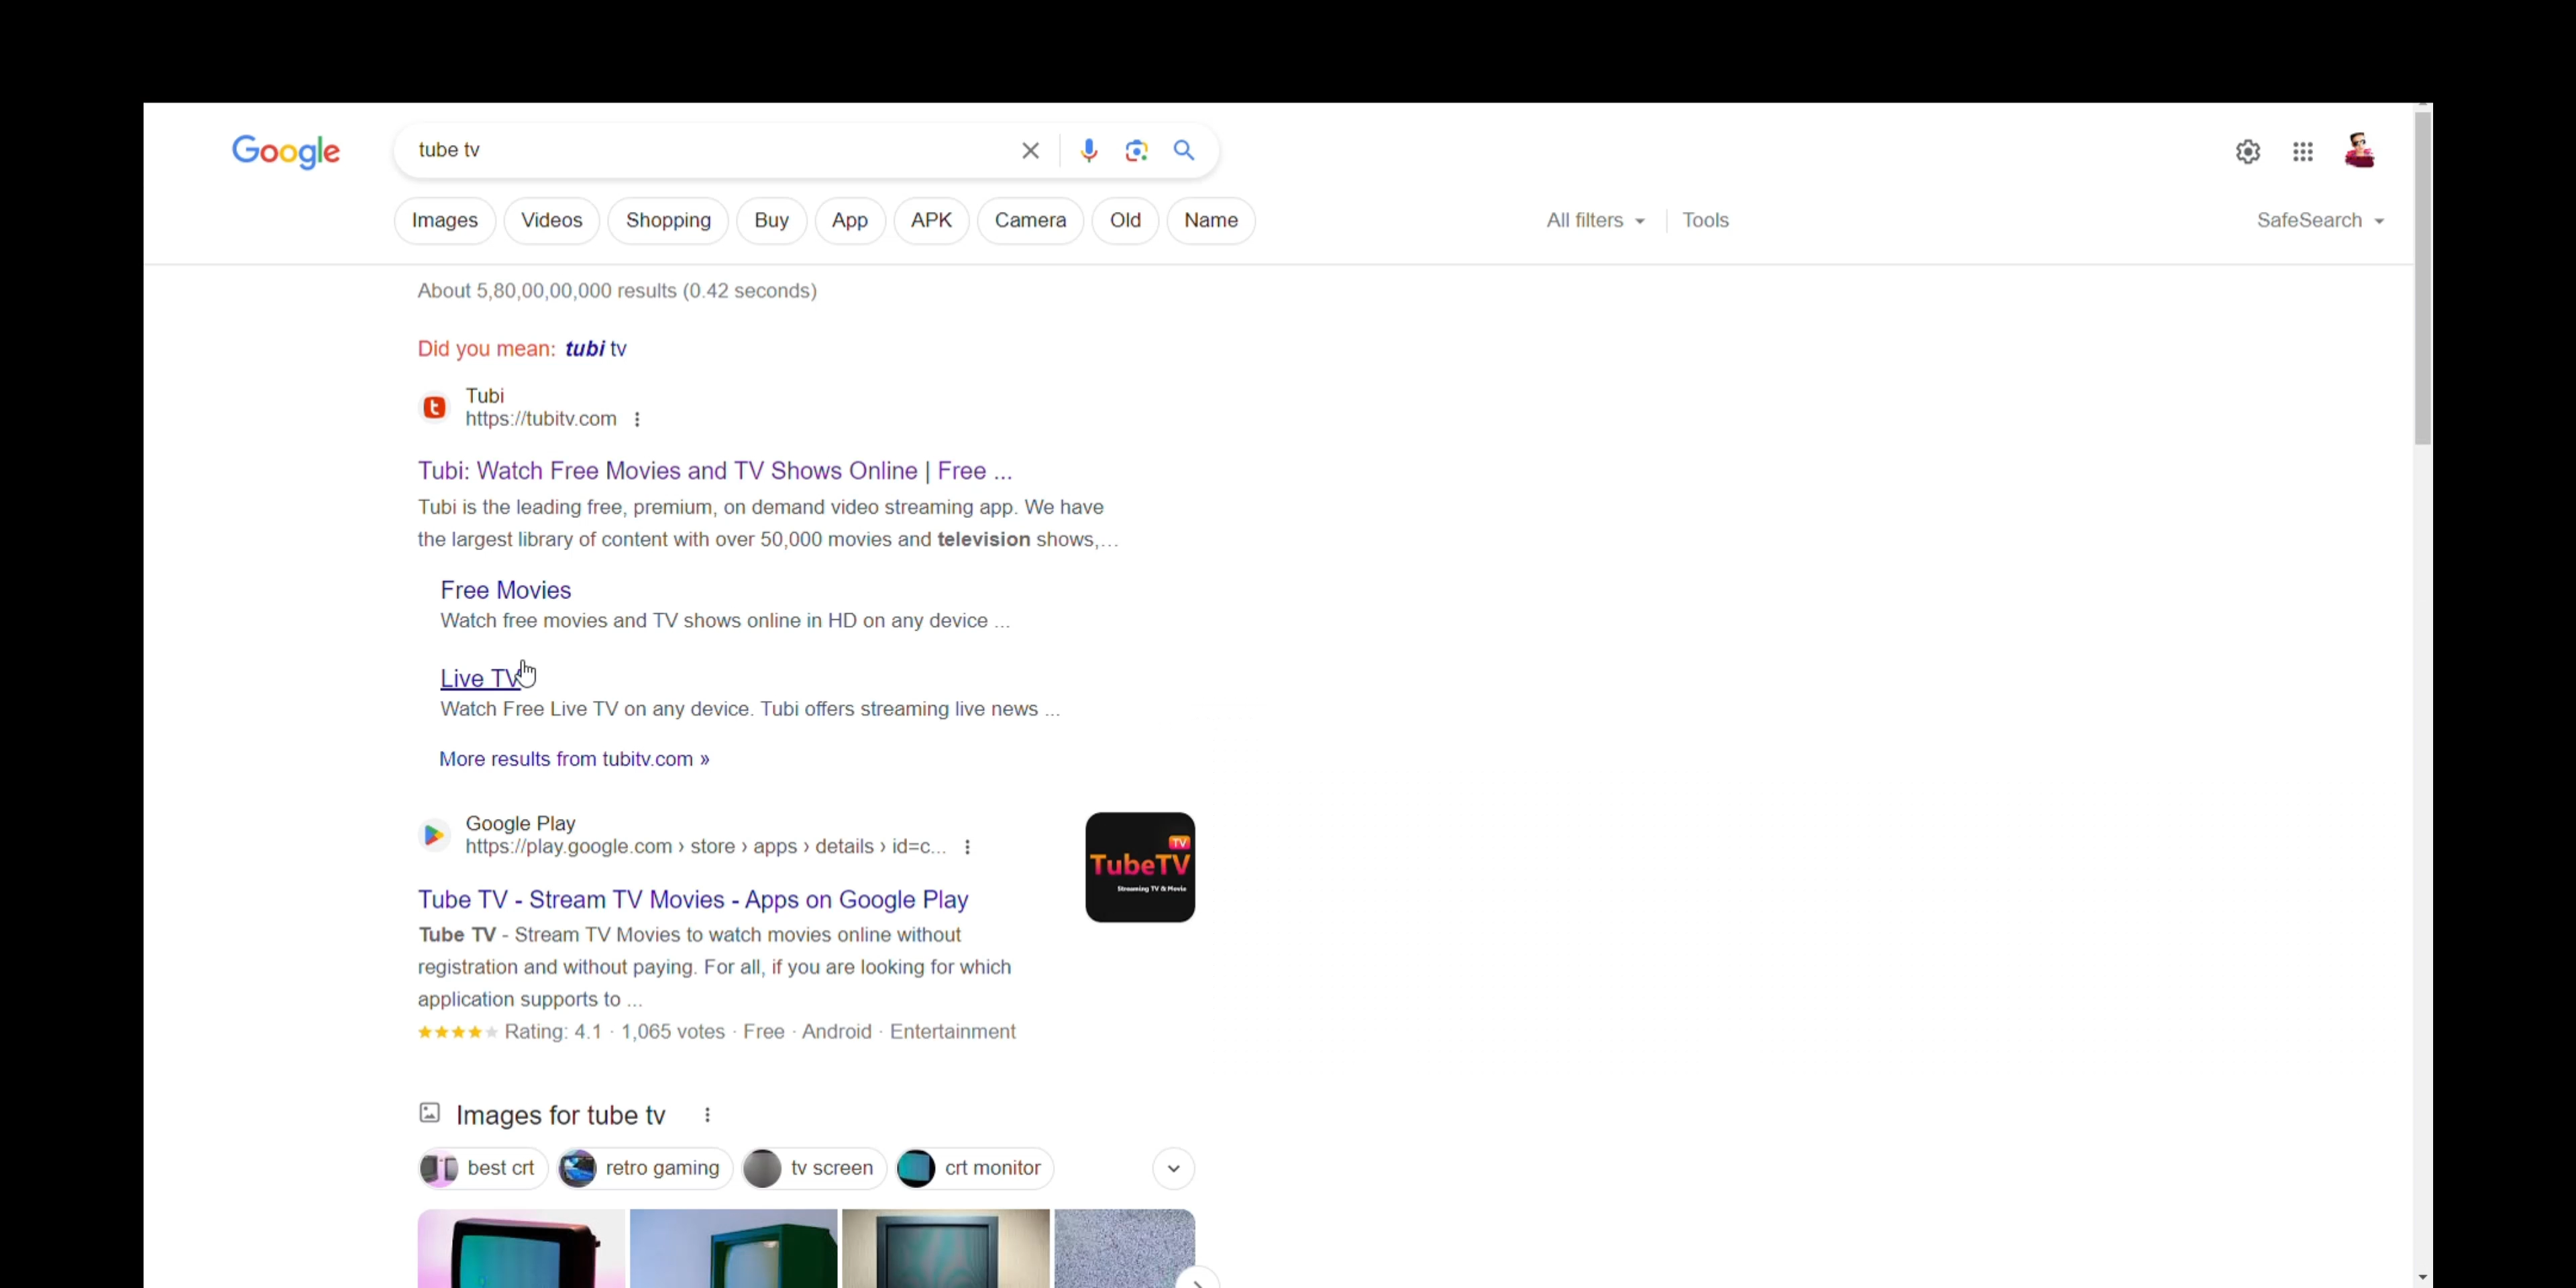 Google
tube tv
Images
Videos
Shopping
Buy
App
APK
Camera
Old
Name
All filters
Tools
SafeSearch
About 5,80,00,00,000 results (0.42 seconds)
Did you mean: tubi tv
t
Tubi
https://tubitv.com
Tubi: Watch Free Movies and TV Shows Online | Free ...
Tubi is the leading free, premium, on demand video streaming app. We have
the largest library of content with over 50,000 movies and television shows,...
Free Movies
Watch free movies and TV shows online in HD on any device ...
Live TV
Watch Free Live TV on any device. Tubi offers streaming live news ...
More results from tubitv.com »
Google Play
https://play.google.com › store › apps › details › id=c...
TV
TubeTV
Streaming TV & Movie
Tube TV - Stream TV Movies - Apps on Google Play
Tube TV - Stream TV Movies to watch movies online without
registration and without paying. For all, if you are looking for which
application supports to ...
Rating: 4.1 · 1,065 votes · Free · Android · Entertainment
Images for tube tv
best crt
retro gaming
tv screen
crt monitor